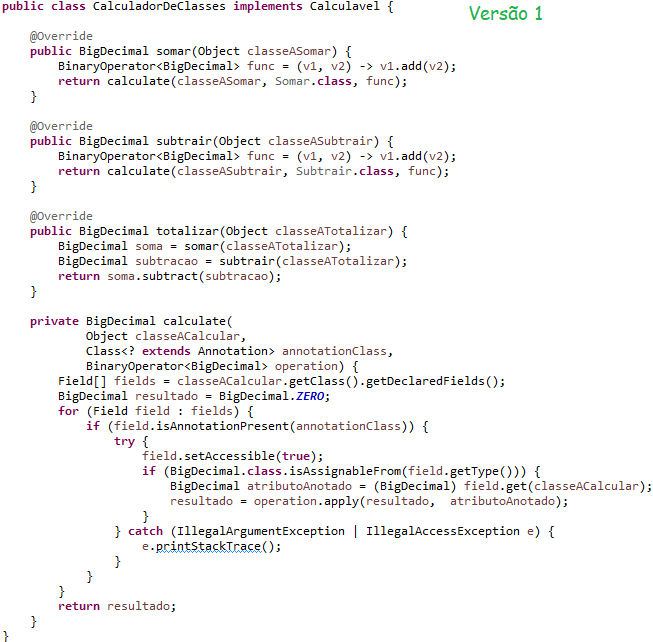 public class CalculadorDeClasses implements Calculavel {
Versão 1
    @Override
    public BigDecimal somar(Object classeASomar) {
        BinaryOperator<BigDecimal> func = (v1, v2) -> v1.add(v2);
        return calculate(classeASomar, Somar.class, func);
    }
    @Override
    public BigDecimal subtrair(Object classeASubtrair) {
        BinaryOperator<BigDecimal> func = (v1, v2) -> v1.add(v2);
        return calculate(classeASubtrair, Subtrair.class, func);
    }
    @Override
    public BigDecimal totalizar(Object classeATotalizar) {
        BigDecimal soma = somar(classeATotalizar);
        BigDecimal subtracao = subtrair(classeATotalizar);
        return soma.subtract(subtracao);
    }
    private BigDecimal calculate(
            Object classeACalcular,
            Class<? extends Annotation> annotationClass,
            BinaryOperator<BigDecimal> operation) {
        Field[] fields = classeACalcular.getClass().getDeclaredFields();
        BigDecimal resultado = BigDecimal.ZERO;
        for (Field field : fields) {
            if (field.isAnnotationPresent(annotationClass)) {
                try {
                    field.setAccessible(true);
                    if (BigDecimal.class.isAssignableFrom(field.getType())) {
                        BigDecimal atributoAnotado = (BigDecimal) field.get(classeACalcular);
                        resultado = operation.apply(resultado,  atributoAnotado);
                    }
                } catch (IllegalArgumentException | IllegalAccessException e) {
                    e.printStackTrace();
                }
            }
        }
        return resultado;
    }
}